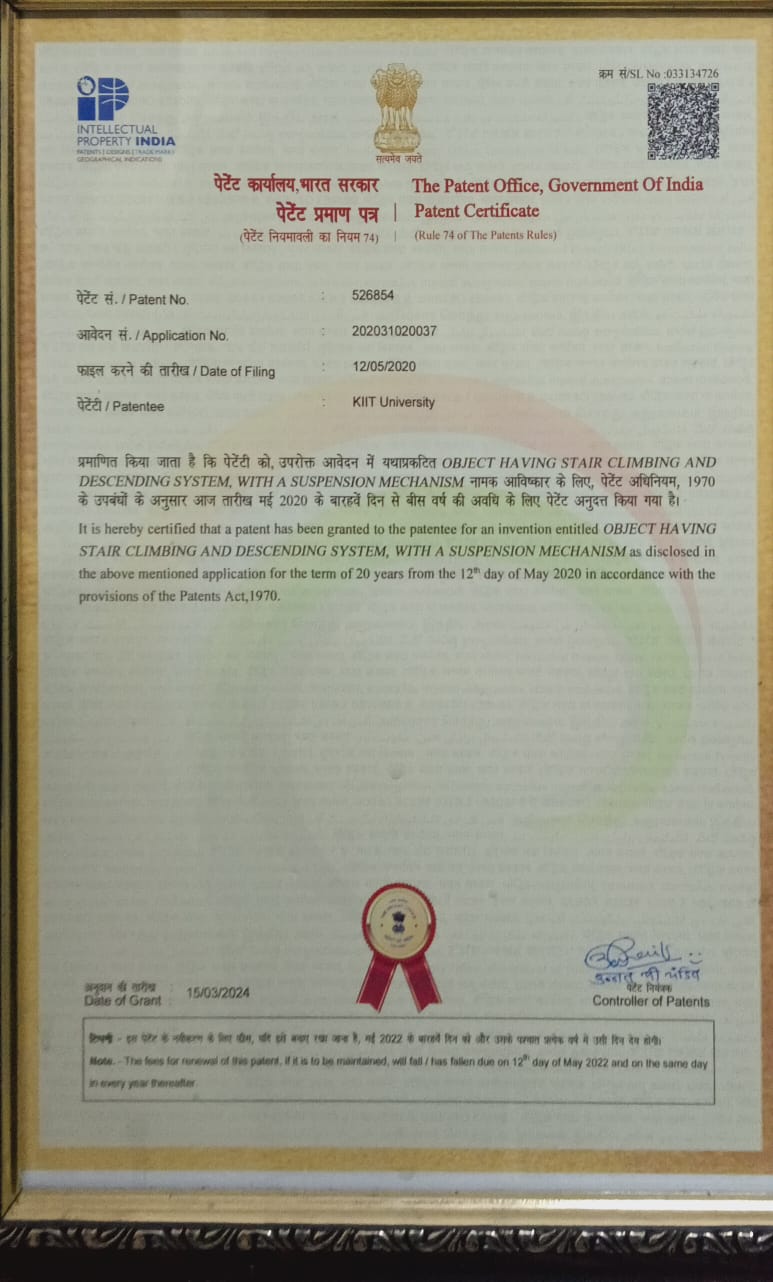 क्रम सं/SL No :033134726
INTELLECTUAL
PROPERTY INDIA
PATENTS | DESIGNS | TRADE MARKS
GEOGRAPHICAL INDICATIONS
सत्यमेव जयते
पेटेंट कार्यालय,भारत सरकार The Patent Office, Government Of India
पेटेंट प्रमाण पत्र | Patent Certificate
(पेटेंट नियमावली का नियम 74) | (Rule 74 of The Patents Rules)
पेटेंट सं. / Patent No. : 526854
आवेदन सं. / Application No. : 202031020037
फाइल करने की तारीख / Date of Filing : 12/05/2020
पेटेंटी / Patentee : KIIT University
प्रमाणित किया जाता है कि पेटेंटी को, उपरोक्त आवेदन में यथाप्रकटित OBJECT HAVING STAIR CLIMBING AND
DESCENDING SYSTEM, WITH A SUSPENSION MECHANISM नामक आविष्कार के लिए, पेटेंट अधिनियम, 1970
के उपबंधों के अनुसार आज तारीख मई 2020 के बारहवें दिन से बीस वर्ष की अवधि के लिए पेटेंट अनुदत्त किया गया है।
It is hereby certified that a patent has been granted to the patentee for an invention entitled OBJECT HAVING
STAIR CLIMBING AND DESCENDING SYSTEM, WITH A SUSPENSION MECHANISM as disclosed in
the above mentioned application for the term of 20 years from the 12th day of May 2020 in accordance with the
provisions of the Patents Act,1970.
अनुदान की तारीख :
Date of Grant : 15/03/2024
पेटेंट नियंत्रक
Controller of Patents
टिप्पणी - इस पेटेंट के नवीकरण के लिए फीस, यदि इसे बनाए रखा जाना है, मई 2022 के बारहवें दिन को और उसके पश्चात प्रत्येक वर्ष में उसी दिन देय होगी।
Note. - The fees for renewal of this patent, if it is to be maintained, will fall / has fallen due on 12th day of May 2022 and on the same day
in every year thereafter.